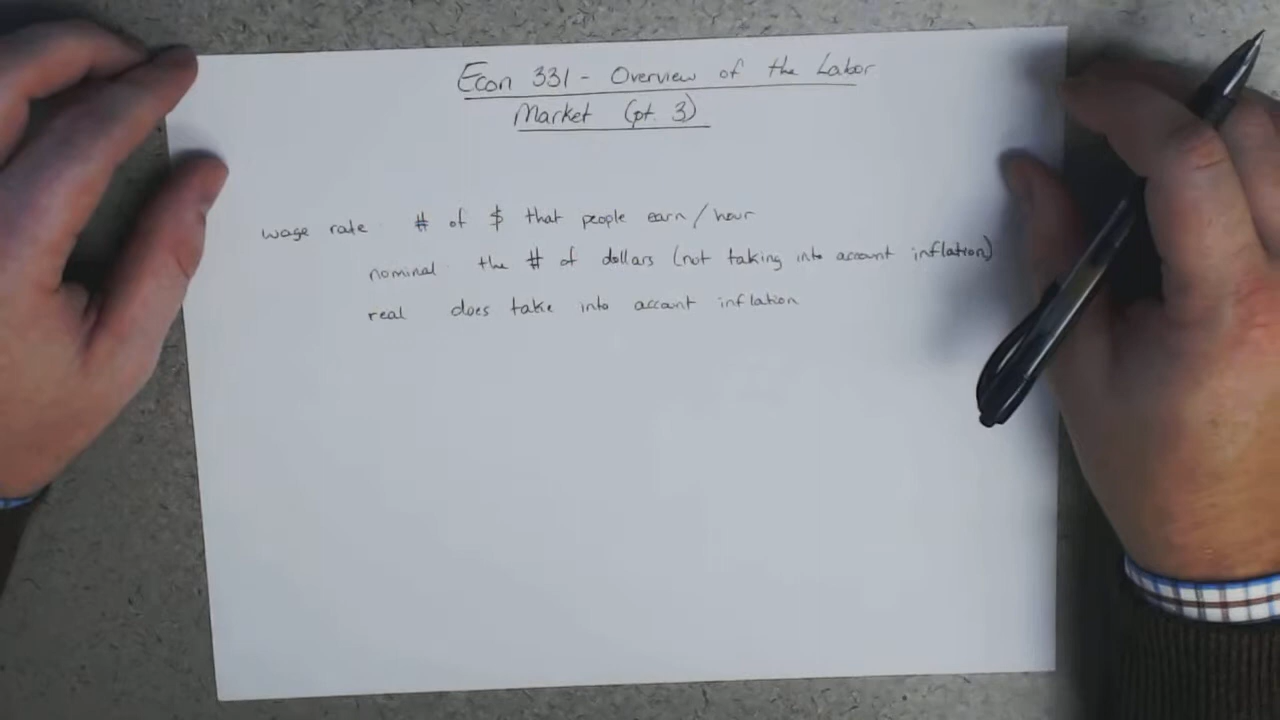 Econ 331 - Overview of the Labor
Market (pt. 3)
wage rate # of $ that people earn / hour
nominal the # of dollars (not taking into account inflation)
real does take into account inflation